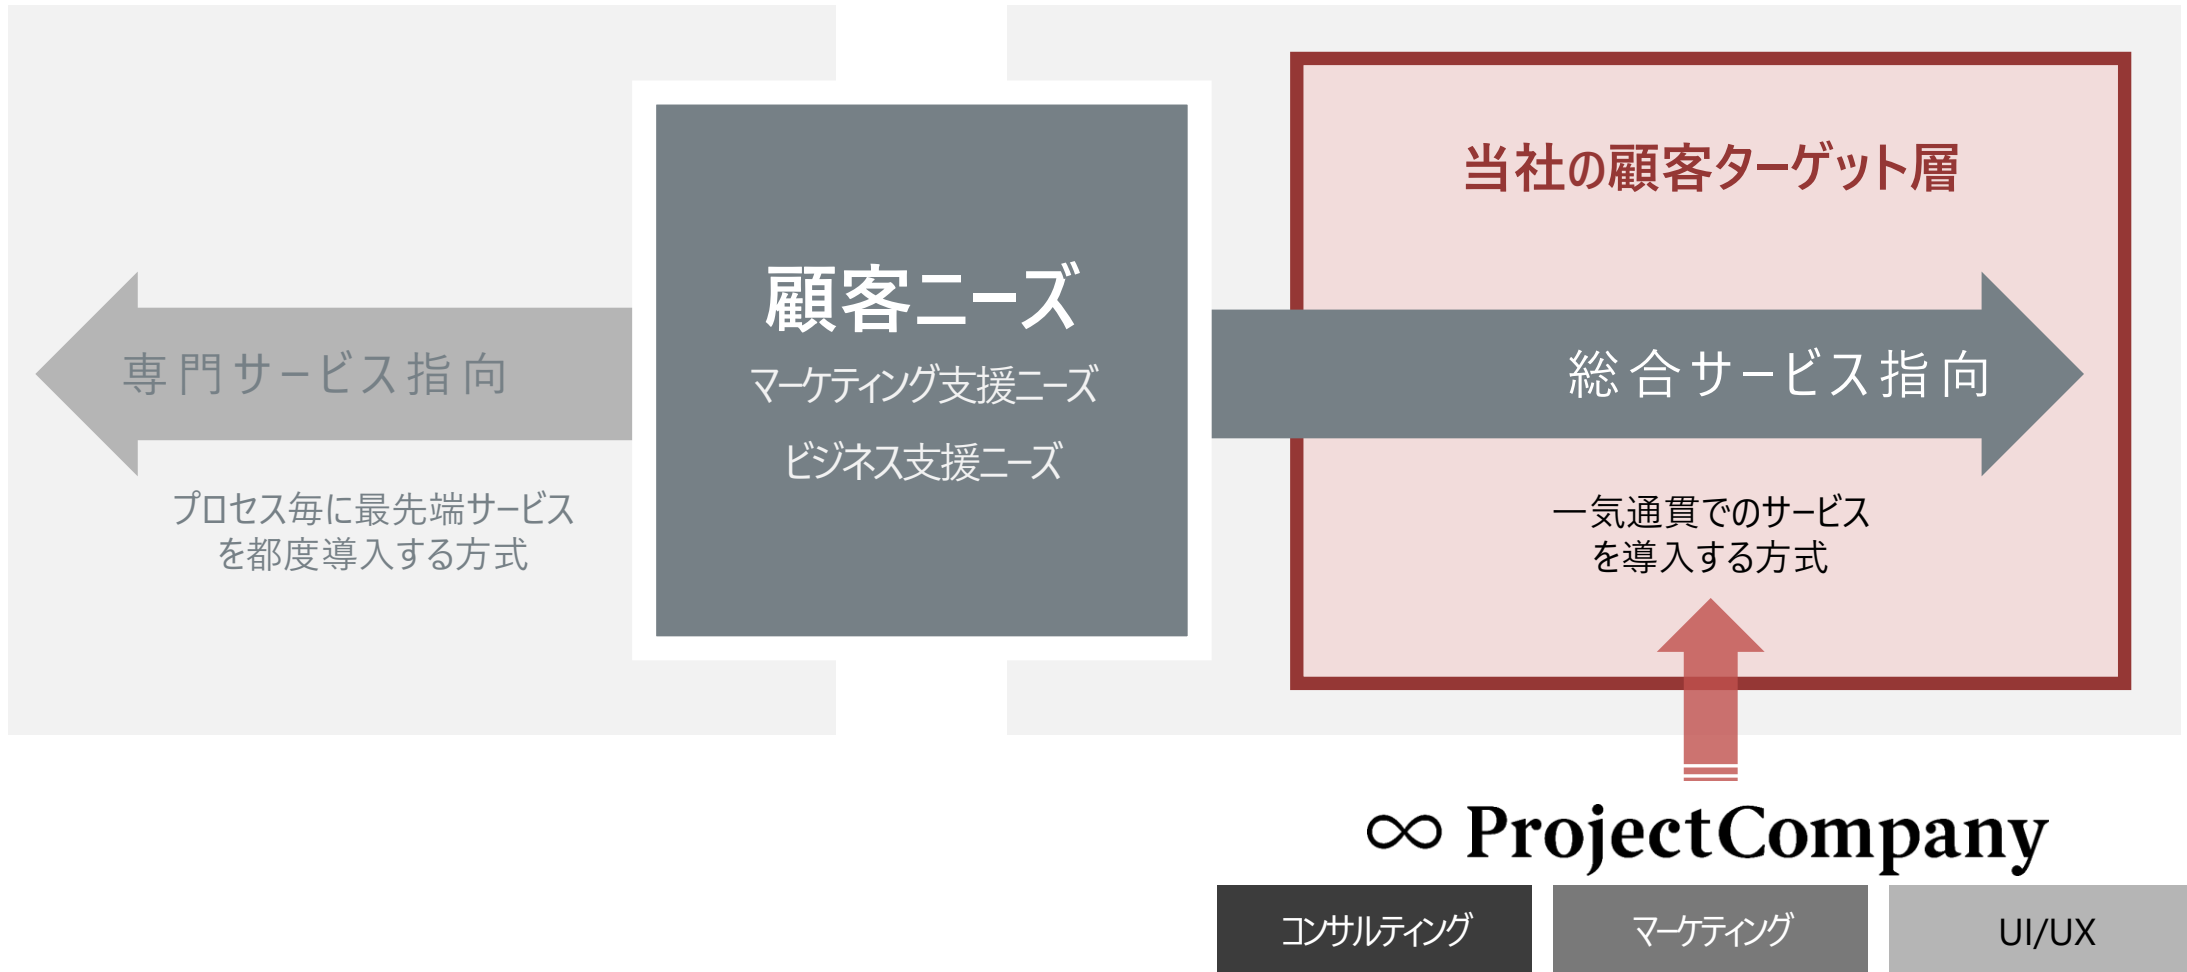 専門サービス指向
プロセス毎に最先端サービス
を都度導入する方式
顧客ニーズ
マーケティング支援ニーズ
ビジネス支援ニーズ
当社の顧客ターゲット層
総合サービス指向
一気通貫でのサービス
を導入する方式
ProjectCompany
コンサルティング
マーケティング
UI/UX